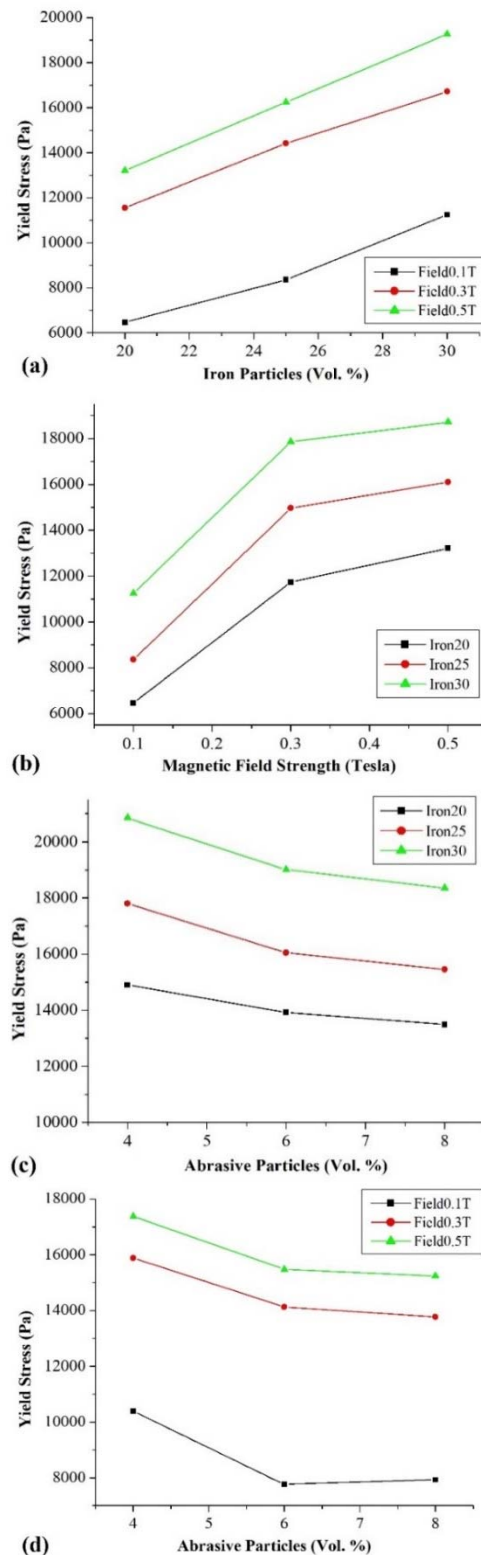 20000
18000
16000
14000
12000
10000
8000
6000
Yield Stress (Pa)
Field0.1T
Field0.3T
Field0.5T
20 22 24 26 28 30
Iron Particles (Vol. %)
(a)
18000
16000
14000
12000
10000
8000
6000
Yield Stress (Pa)
Iron20
Iron25
Iron30
0.1 0.2 0.3 0.4 0.5
Magnetic Field Strength (Tesla)
(b)
20000
18000
16000
14000
12000
10000
Yield Stress (Pa)
Iron20
Iron25
Iron30
4 5 6 7 8
Abrasive Particles (Vol. %)
(c)
18000
16000
14000
12000
10000
8000
Yield Stress (Pa)
Field0.1T
Field0.3T
Field0.5T
4 5 6 7 8
Abrasive Particles (Vol. %)
(d)